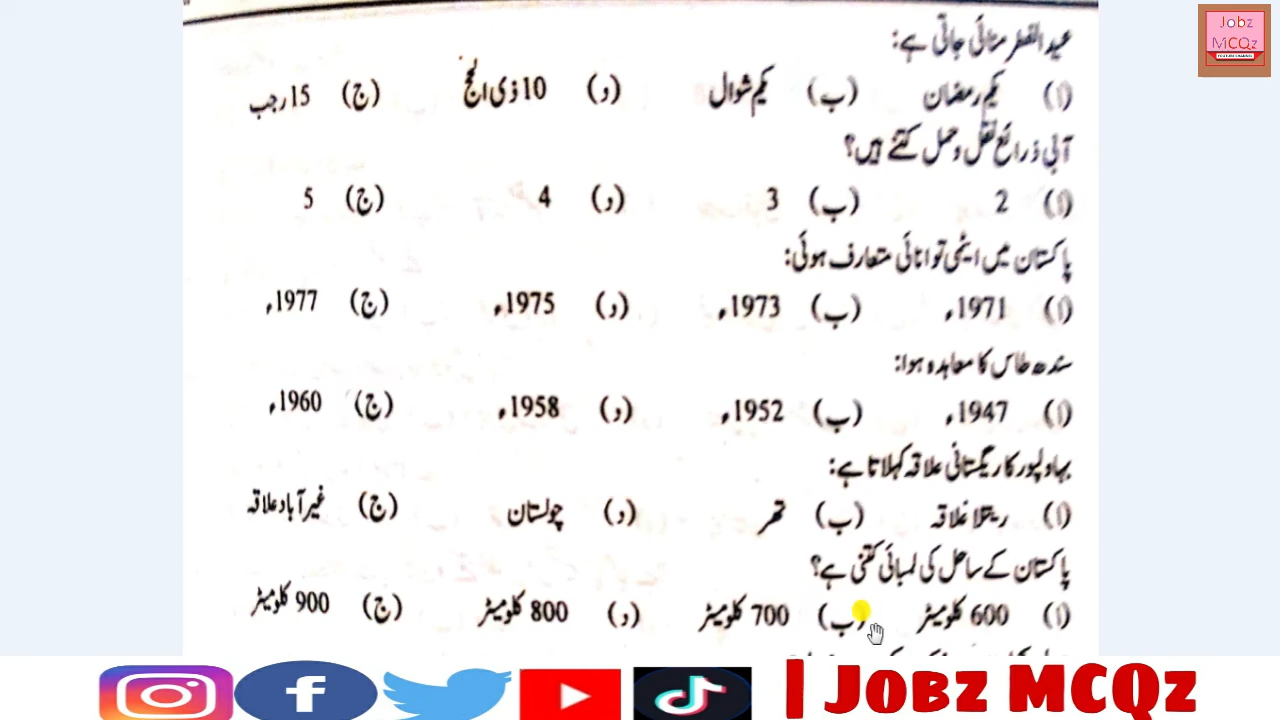 Jobz
MCQz
YOUTUBE CHANNEL
عید الفطر منائی جاتی ہے:
(ا) یکم رمضان (ب) یکم شوال (د) 10 ذی الحج (ج) 15 رجب
آبی ذرائع نقل و حمل کتنے ہیں؟
(ا) 2 (ب) 3 (د) 4 (ج) 5
پاکستان میں ایٹمی توانائی متعارف ہوئی:
(ا) 1971ء (ب) 1973ء (د) 1975ء (ج) 1977ء
سندھ طاس کا معاہدہ ہوا:
(ا) 1947ء (ب) 1952ء (د) 1958ء (ج) 1960ء
بہاولپور کا ریگستانی علاقہ کہلاتا ہے:
(ا) ریتلا علاقہ (ب) تھر (د) چولستان (ج) غیر آباد علاقہ
پاکستان کے ساحل کی لمبائی کتنی ہے؟
(ا) 600 کلومیٹر (ب) 700 کلومیٹر (د) 800 کلومیٹر (ج) 900 کلومیٹر
| JOBZ MCQZ